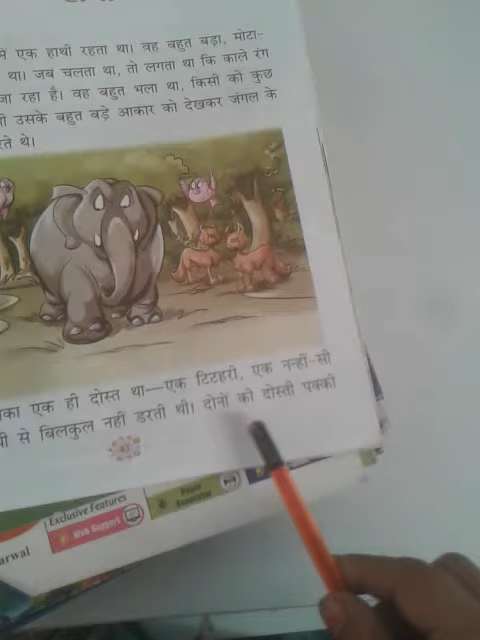 में एक हाथी रहता था। वह बहुत बड़ा, मोटा-
था। जब चलता था, तो लगता था कि काले रंग
जा रहा है। वह बहुत भला था, किसी को कुछ
उसके बहुत बड़े आकार को देखकर जंगल के
थे।
एक ही दोस्त था—एक टिटहरी, एक नन्हीं-सी
से बिलकुल नहीं डरती थी। दोनों की दोस्ती पक्की
Exclusive Features
Web Support
Generator
arwal